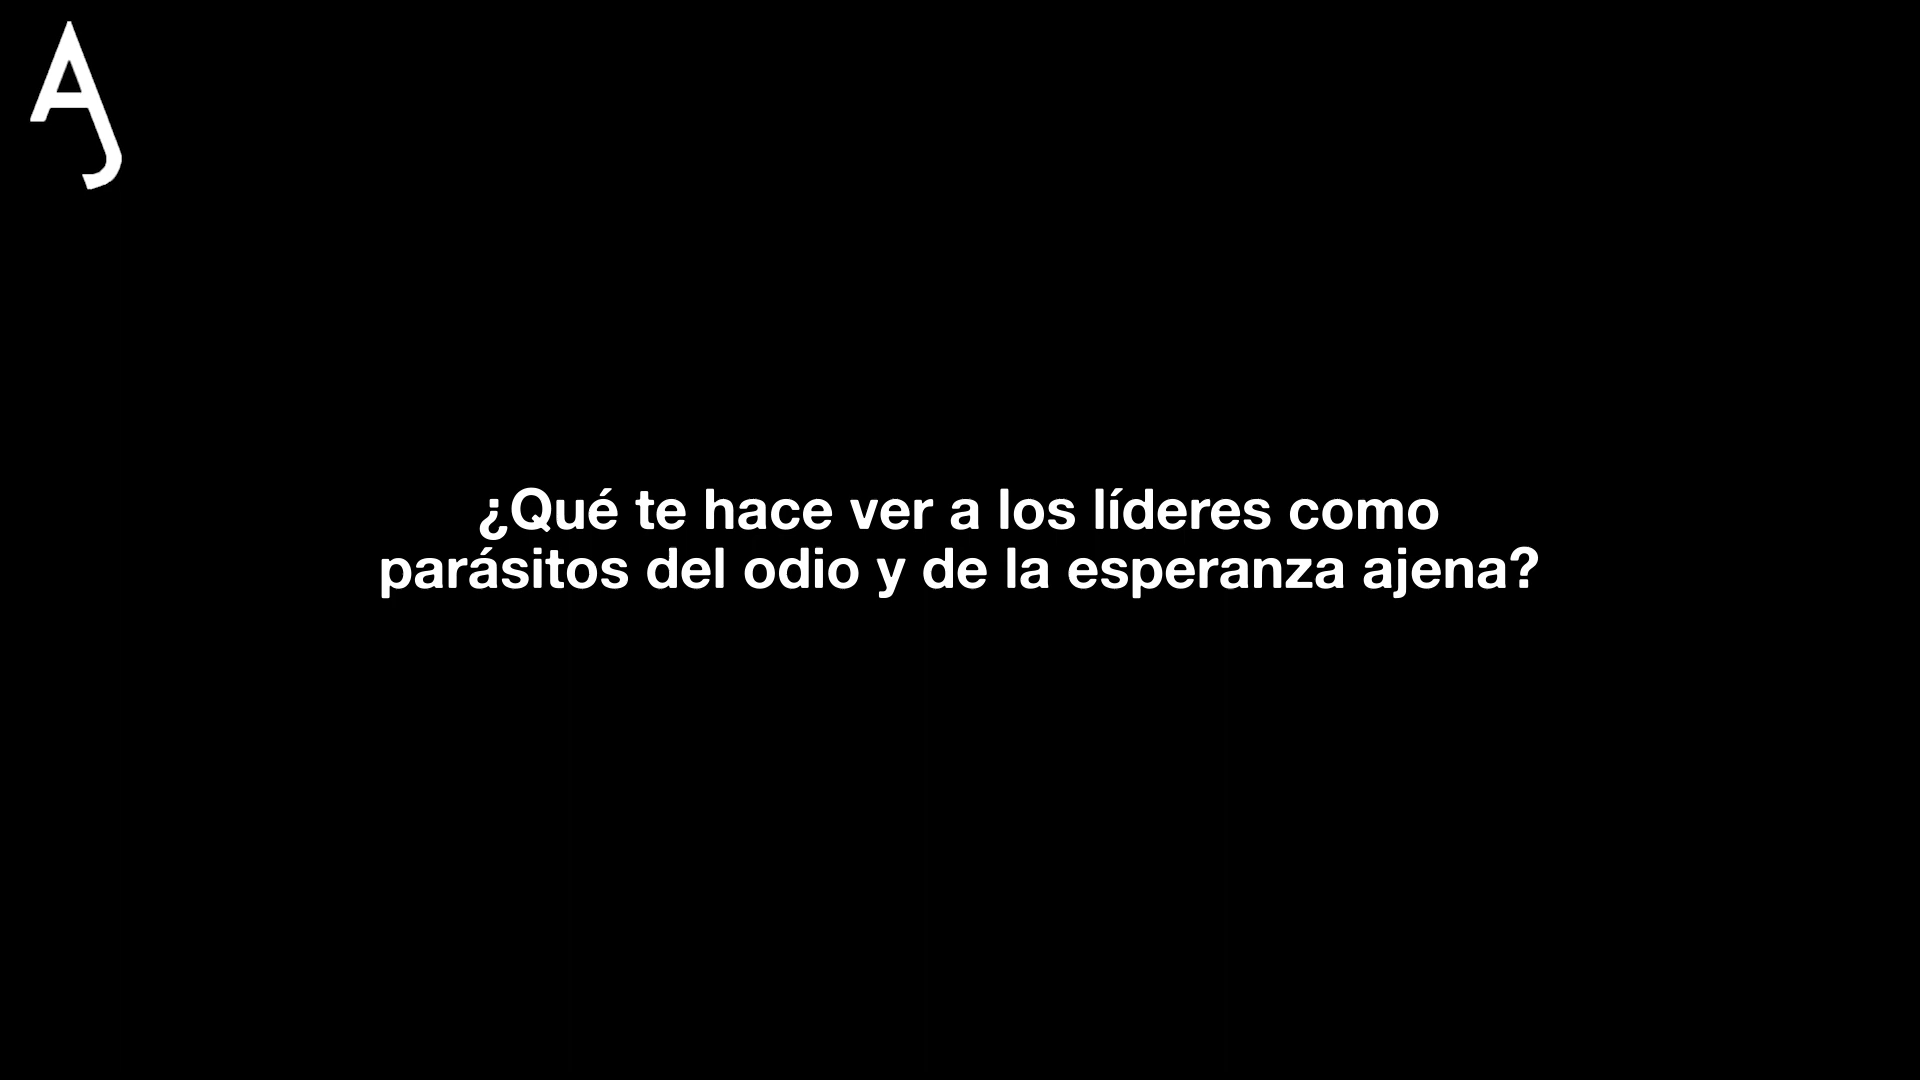 AJ
¿Qué te hace ver a los líderes como
parásitos del odio y de la esperanza ajena?